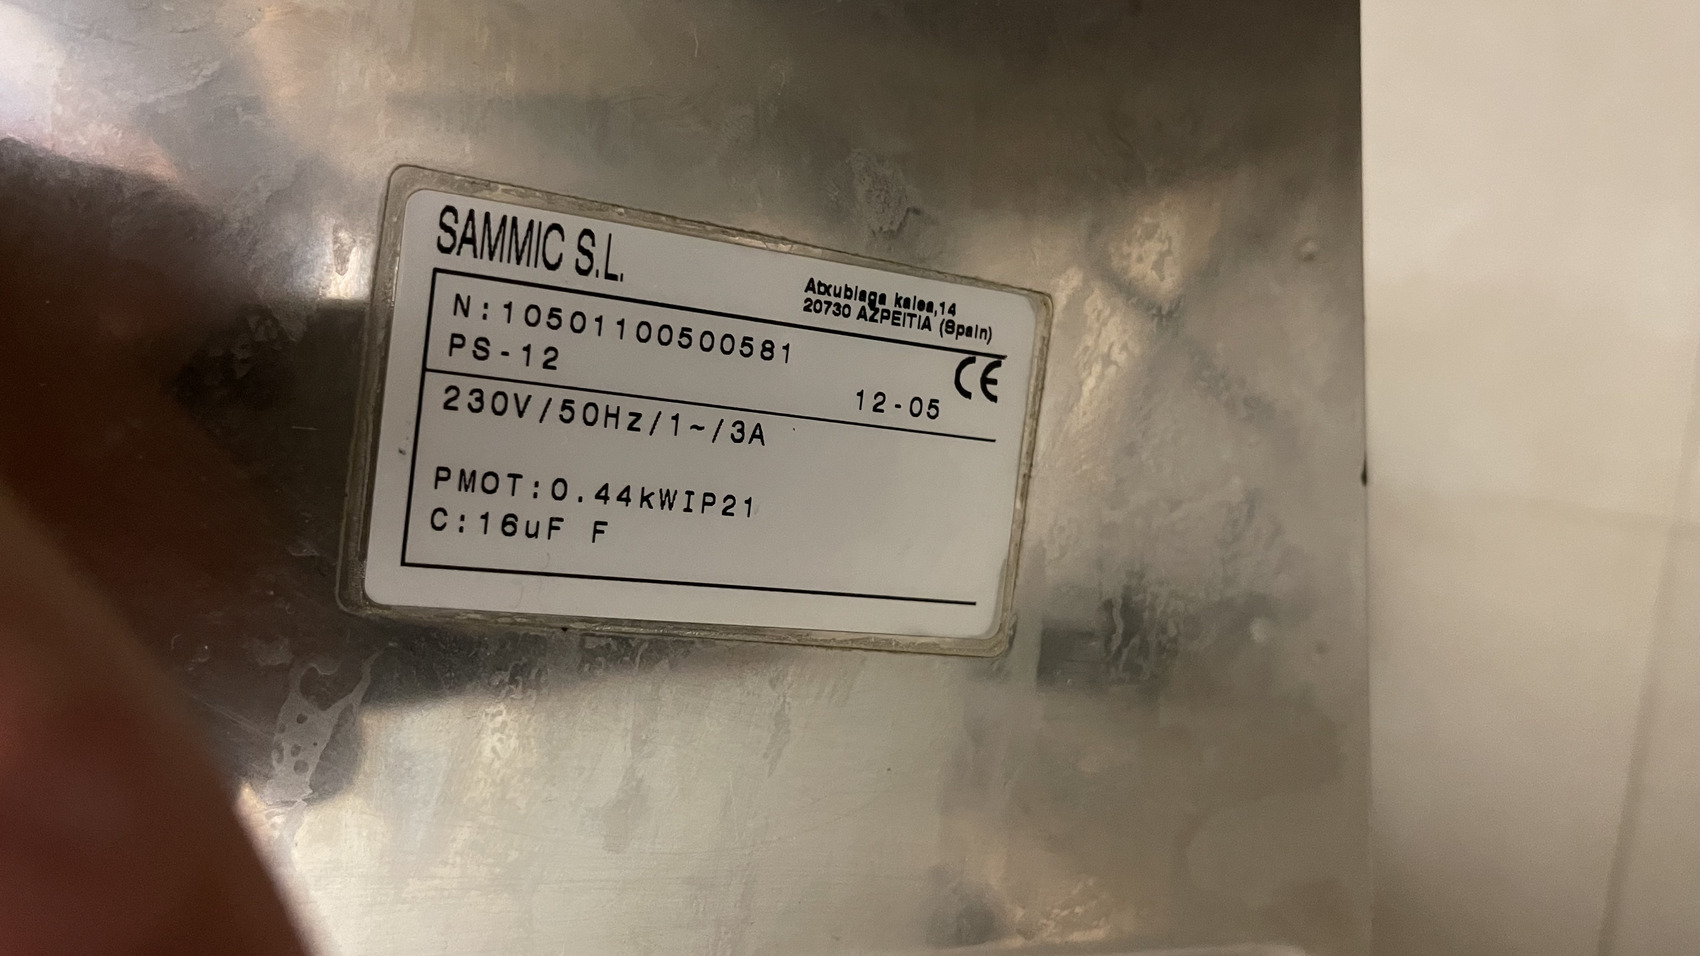 SAMMIC S.L.
Atxubiaga kalea,14
20730 AZPEITIA (Spain)
N:10501100500581
PS-12
12-05 CE
230V/50Hz/1~/3A
PMOT:0.44kWIP21
C:16uF F